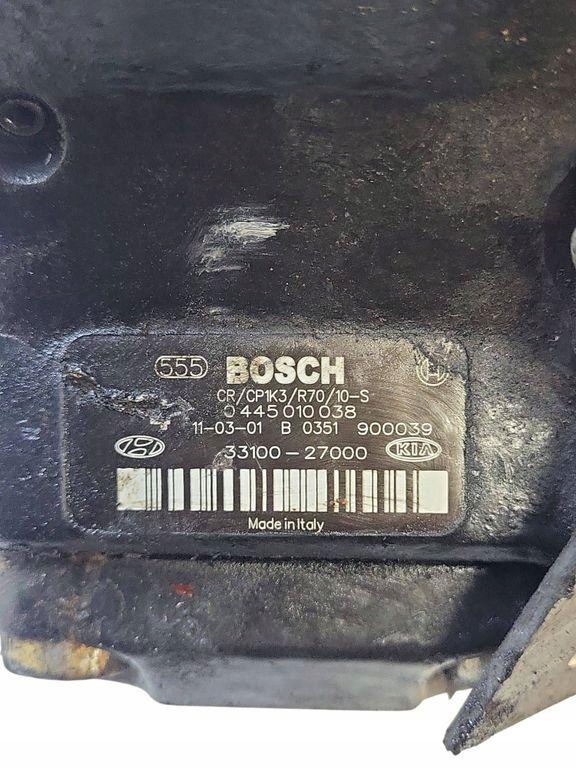 555 BOSCH
CR/CP1K3/R70/10-S
0 445 010 038
11-03-01 B 0351 900039
33100-27000 KIA
Made in Italy